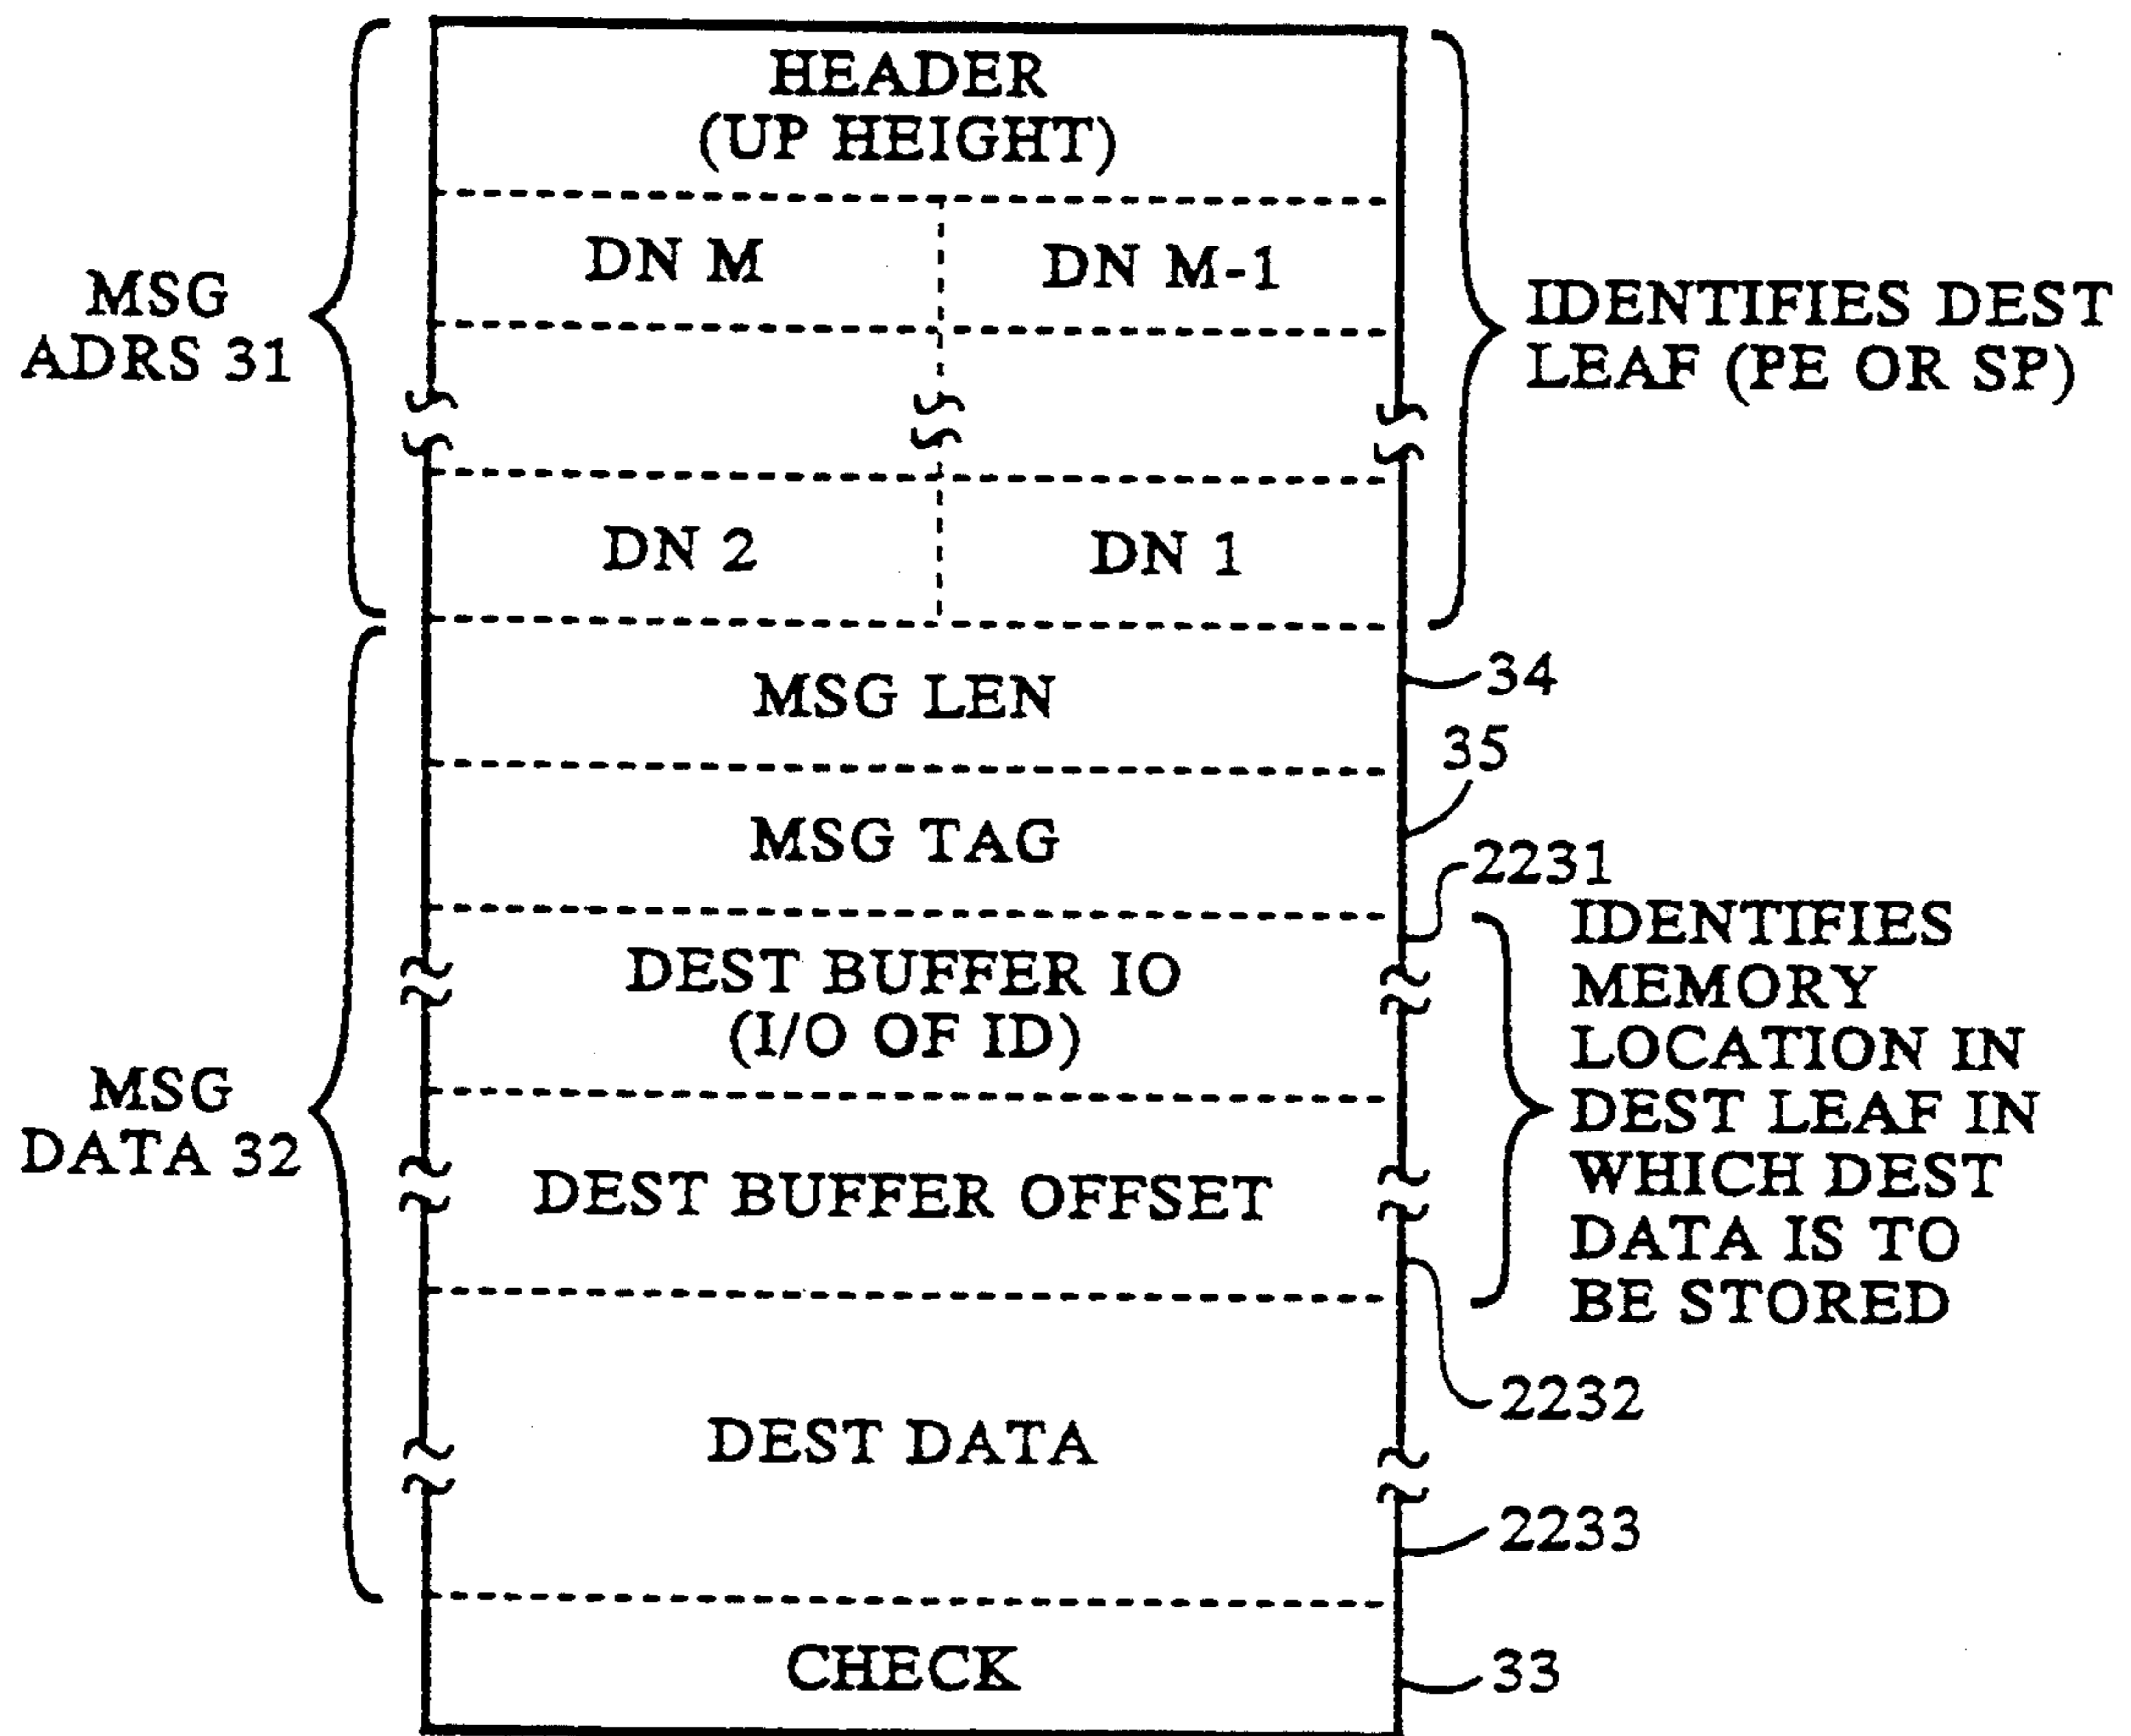 HEADER
(UP HEIGHT)
DN M
DN M-1
MSG
ADRS 31
IDENTIFIES DEST
LEAF (PE OR SP)
DN 2
DN 1
MSG LEN
34
35
MSG TAG
2231
DEST BUFFER IO
(I/O OF ID)
IDENTIFIES
MEMORY
LOCATION IN
DEST LEAF IN
WHICH DEST
DATA IS TO
BE STORED
MSG
DATA 32
DEST BUFFER OFFSET
2232
DEST DATA
2233
CHECK
33